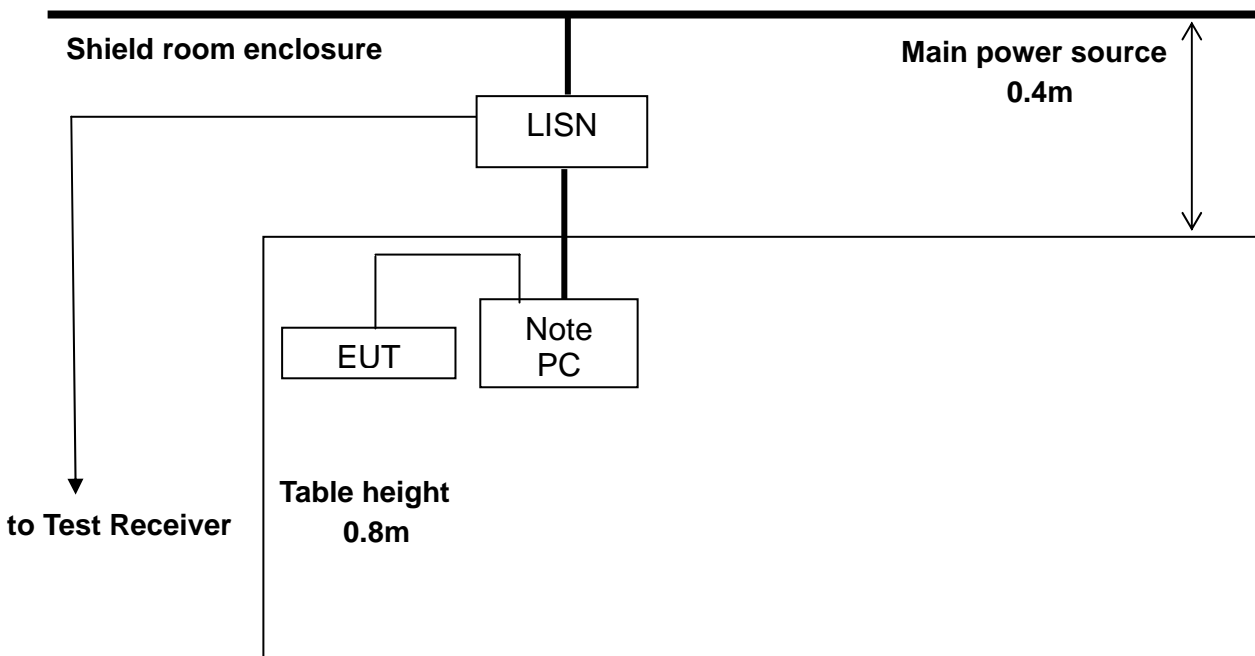 Shield room enclosure
Main power source
0.4m
LISN
Note
PC
EUT
Table height
0.8m
to Test Receiver